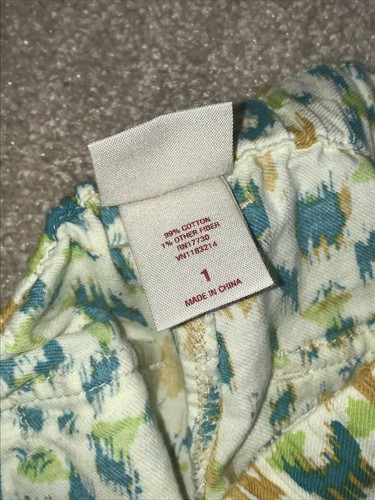 99% COTTON
1% OTHER FIBER
RN17730
VN1183214
1
MADE IN CHINA